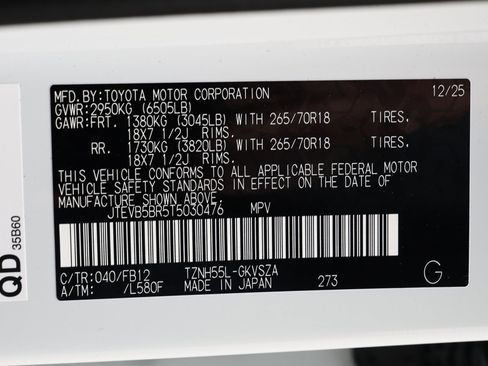 MFD.BY:TOYOTA MOTOR CORPORATION 12/25
GVWR:2950KG (6505LB)
GAWR:FRT. 1380KG (3045LB) WITH 265/70R18 TIRES.
18X7 1/2J RIMS.
RR. 1730KG (3820LB) WITH 265/70R18 TIRES.
18X7 1/2J RIMS.
THIS VEHICLE CONFORMS TO ALL APPLICABLE FEDERAL MOTOR
VEHICLE SAFETY STANDARDS IN EFFECT ON THE DATE OF
MANUFACTURE SHOWN ABOVE.
JTEVB5BR5T5030476 MPV
C/TR:040/FB12 TZNH55L-GKVSZA
A/TM: /L580F MADE IN JAPAN 273 G
QD
35B60